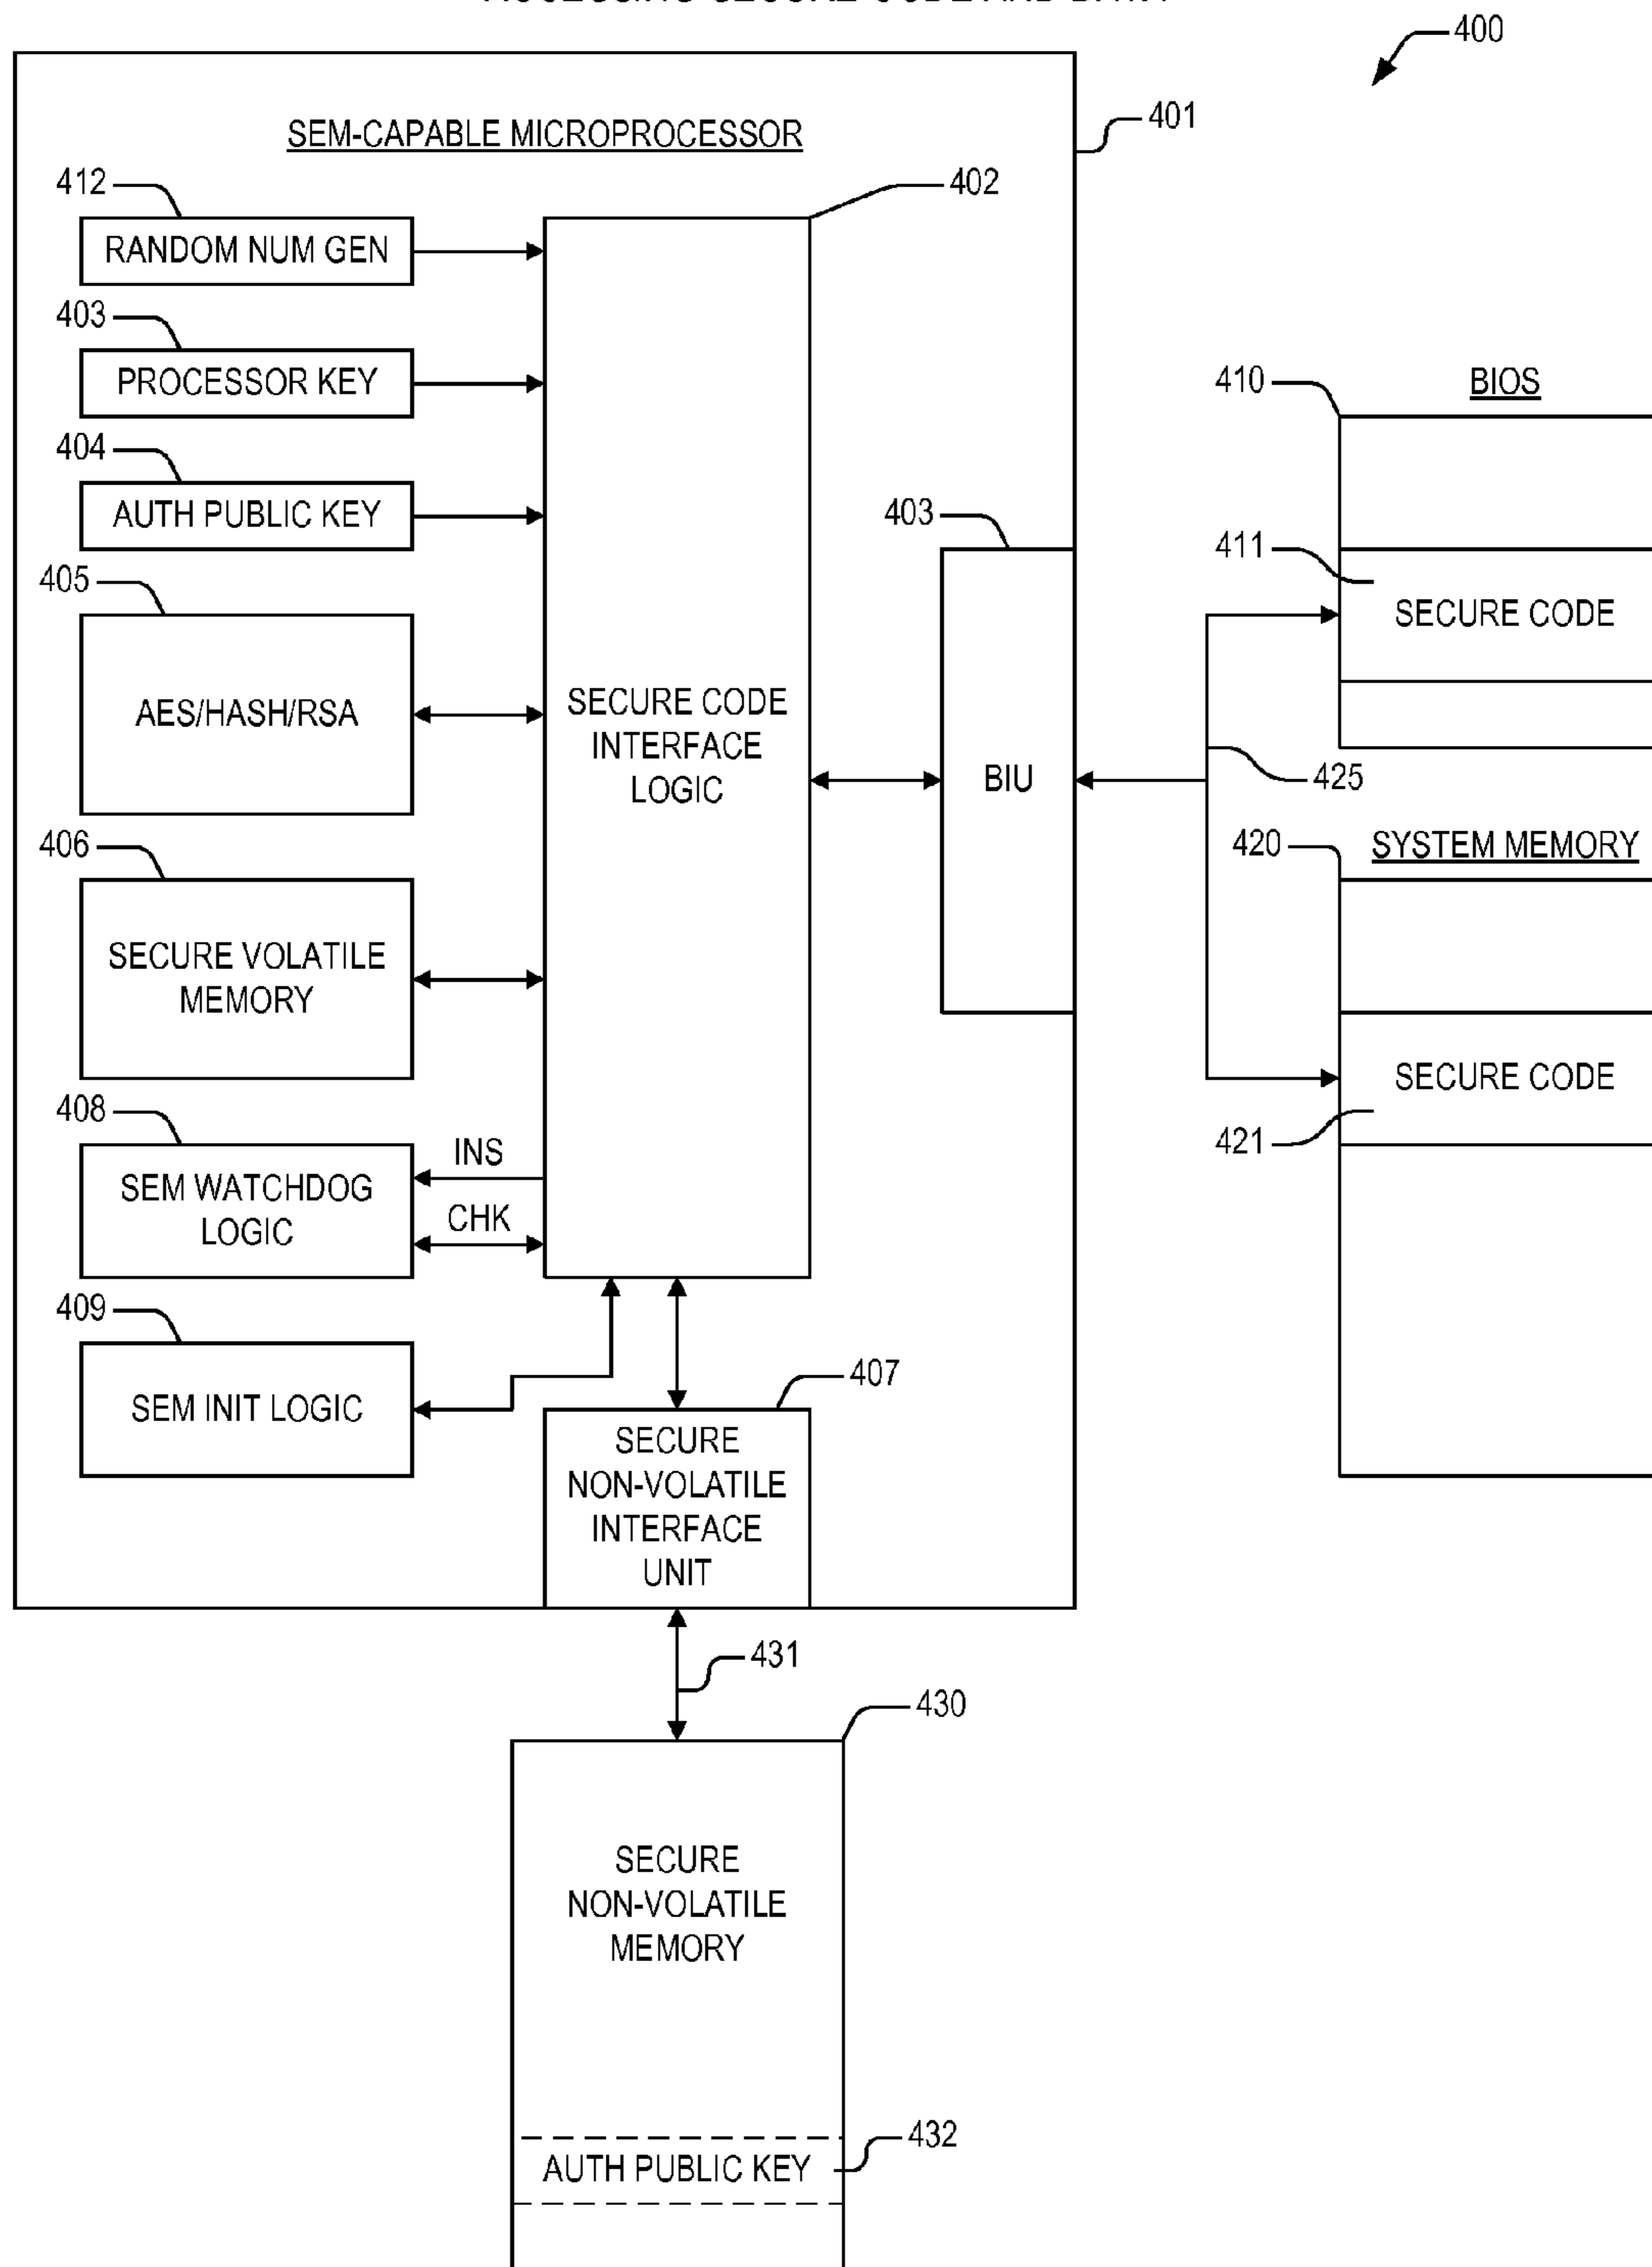 400
SEM-CAPABLE MICROPROCESSOR
401
412
402
RANDOM NUM GEN
403
PROCESSOR KEY
410
BIOS
404
AUTH PUBLIC KEY
403
411
SECURE CODE
405
AES/HASH/RSA
SECURE CODE
INTERFACE
LOGIC
BIU
425
406
420
SYSTEM MEMORY
SECURE VOLATILE
MEMORY
SECURE CODE
421
408
INS
SEM WATCHDOG
LOGIC
CHK
409
407
SEM INIT LOGIC
SECURE
NON-VOLATILE
INTERFACE
UNIT
431
430
SECURE
NON-VOLATILE
MEMORY
432
AUTH PUBLIC KEY